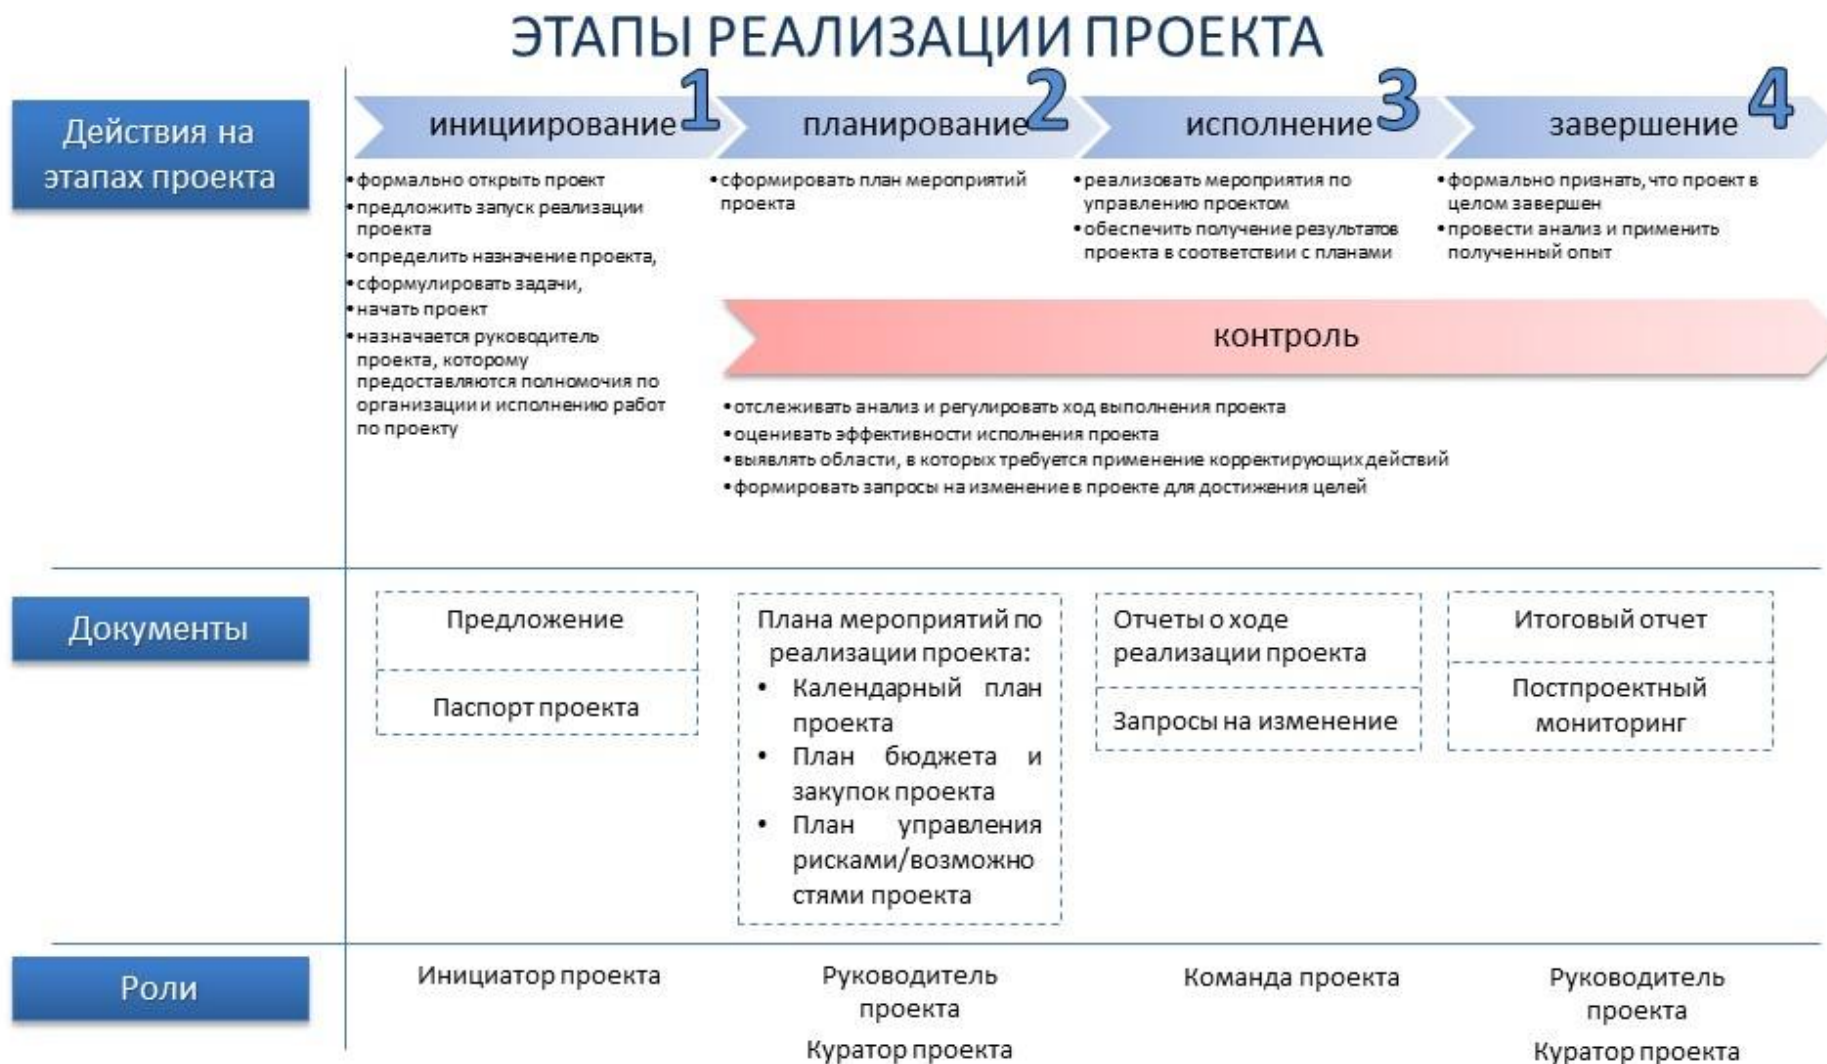 ЭТАПЫ РЕАЛИЗАЦИИ ПРОЕКТА
Действия на
этапах проекта
инициирование 1
планирование 2
исполнение 3
завершение 4
•формально открыть проект
•предложить запуск реализации
проекта
•определить назначение проекта,
•сформулировать задачи,
•начать проект
•назначается руководитель
проекта, которому
предоставляются полномочия по
организации и исполнению работ
по проекту
•сформировать план мероприятий
проекта
•реализовать мероприятия по
управлению проектом
•обеспечить получение результатов
проекта в соответствии с планами
•формально признать, что проект в
целом завершен
•провести анализ и применить
полученный опыт
контроль
•отслеживать анализ и регулировать ход выполнения проекта
•оценивать эффективности исполнения проекта
•выявлять области, в которых требуется применение корректирующих действий
•формировать запросы на изменение в проекте для достижения целей
Документы
Предложение
Паспорт проекта
Плана мероприятий по
реализации проекта:
• Календарный план
проекта
• План бюджета и
закупок проекта
• План управления
рисками/возможно
стями проекта
Отчеты о ходе
реализации проекта
Запросы на изменение
Итоговый отчет
Постпроектный
мониторинг
Роли
Инициатор проекта
Руководитель
проекта
Куратор проекта
Команда проекта
Руководитель
проекта
Куратор проекта